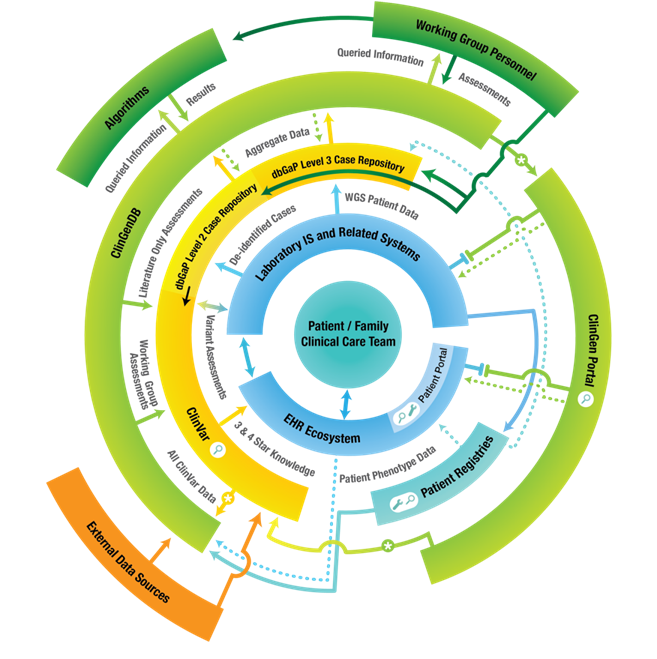 Working Group Personnel
Queried Information
Assessments
Algorithms
Results
Queried Information
Aggregate Data
dbGaP Level 3 Case Repository
WGS Patient Data
ClinGenDB
Literature Only Assessments
dbGaP Level 2 Case Repository
De-identified Cases
Laboratory IS and Related Systems
Patient / Family
Clinical Care Team
Variant Assessments
Working Group
Assessments
ClinGen Portal
Patient Portal
EHR Ecosystem
ClinVar
3 & 4 Star Knowledge
All ClinVar Data
Patient Phenotype Data
Patient Registries
External Data Sources